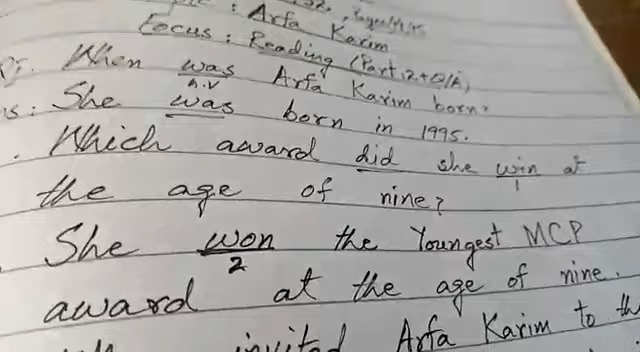 : Arfa Karim
Focus : Reading (Part:2+Q/A)
When was Arfa Karim born?
h.v
s: She was born in 1995.
Which award did she win at
1
the age of nine?
She won the Youngest MCP
2
award at the age of nine.
invited Arfa Karim to th